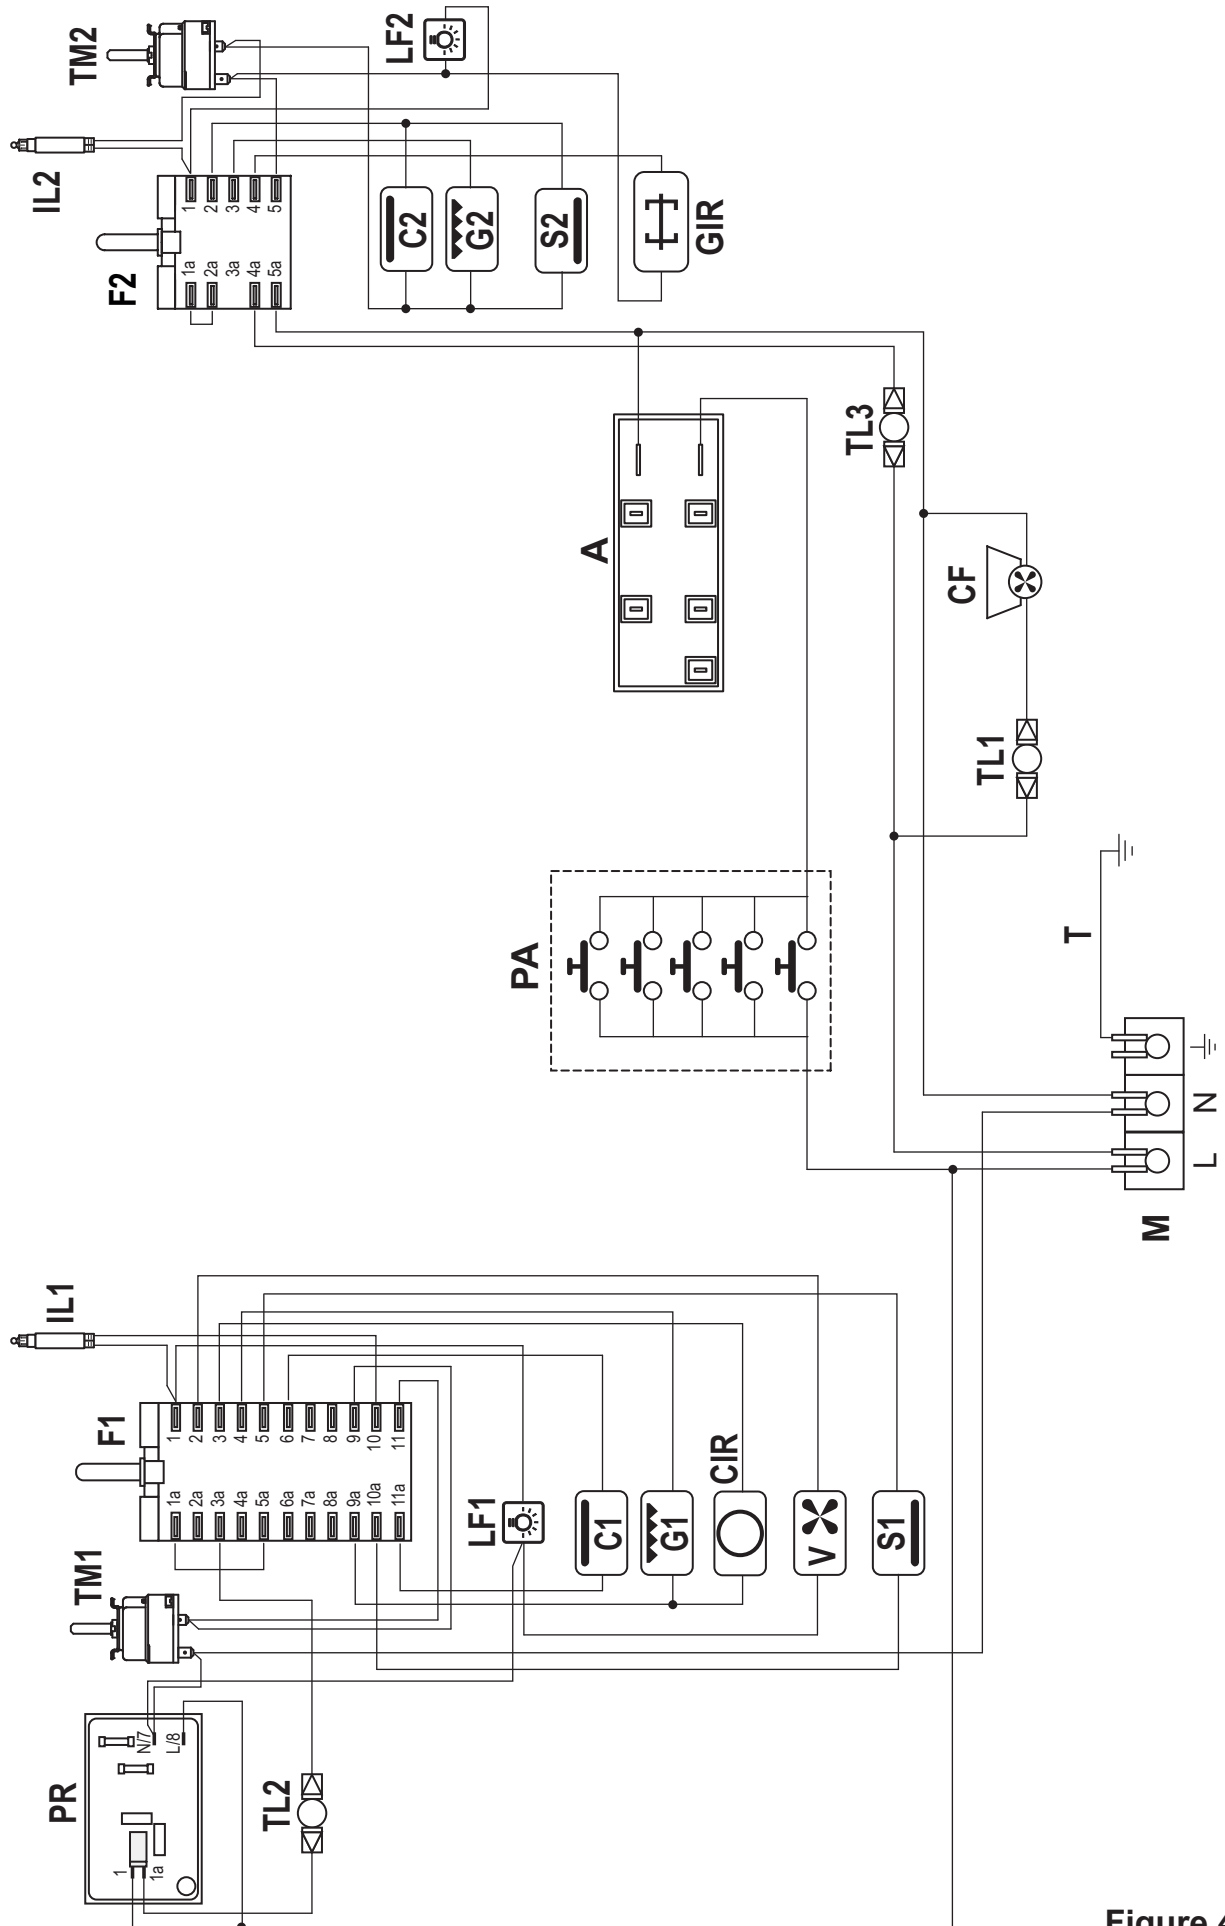 TM2
LF2
IL2
F2
1
2
3
4
5
1a
2a
3a
4a
5a
C2
G2
S2
GIR
A
TL3
CF
TL1
PA
T
M
L
N
IL1
F1
1
2
3
4
5
6
7
8
9
10
11
1a
2a
3a
4a
5a
6a
7a
8a
9a
10a
11a
TM1
LF1
C1
G1
CIR
V
S1
PR
N/7
L/8
1
1a
TL2
Figure